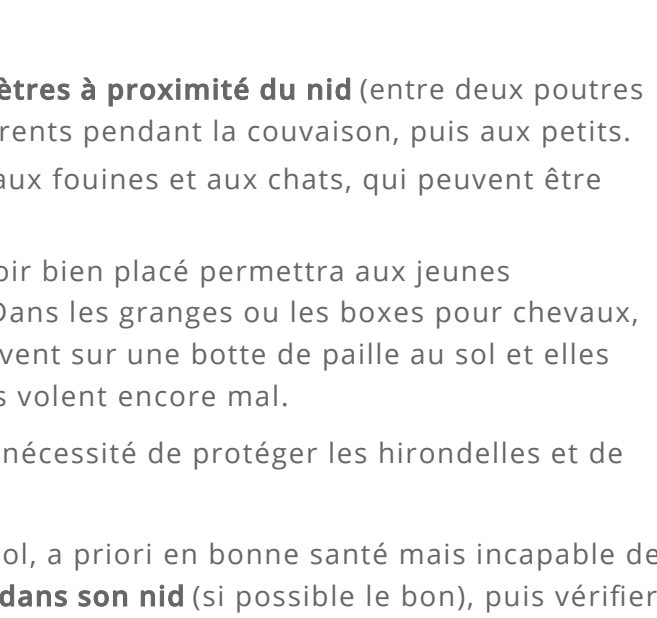 ètres à proximité du nid (entre deux poutres
rents pendant la couvaison, puis aux petits.
aux fouines et aux chats, qui peuvent être
oir bien placé permettra aux jeunes
Dans les granges ou les boxes pour chevaux,
vent sur une botte de paille au sol et elles
s volent encore mal.
nécessité de protéger les hirondelles et de
ol, a priori en bonne santé mais incapable de
dans son nid (si possible le bon), puis vérifier